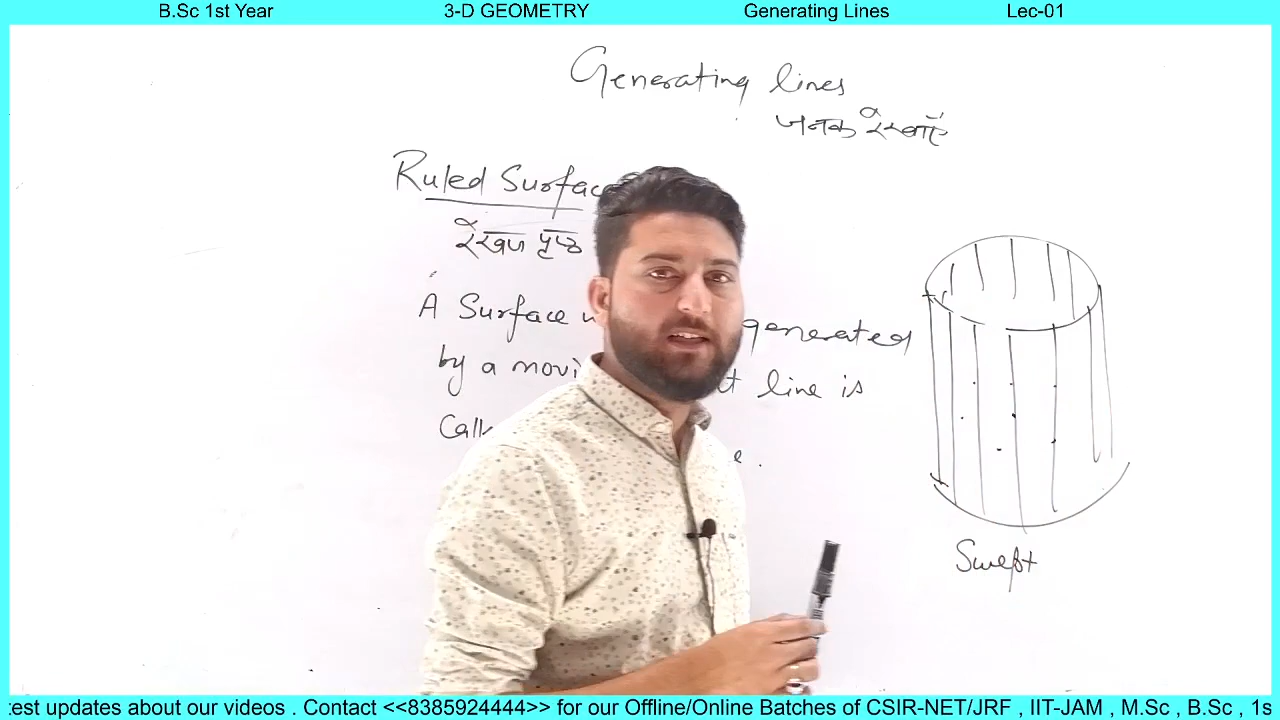 B.Sc 1st Year 3-D GEOMETRY Generating Lines Lec-01
Generating lines
जनक रेखाएँ
Ruled Surfac
रेखज पृष्ठ
A Surface generated
by a movi t line is
Call
e.
Swept
test updates about our videos . Contact <<8385924444>> for our Offline/Online Batches of CSIR-NET/JRF , IIT-JAM , M.Sc , B.Sc , 1s